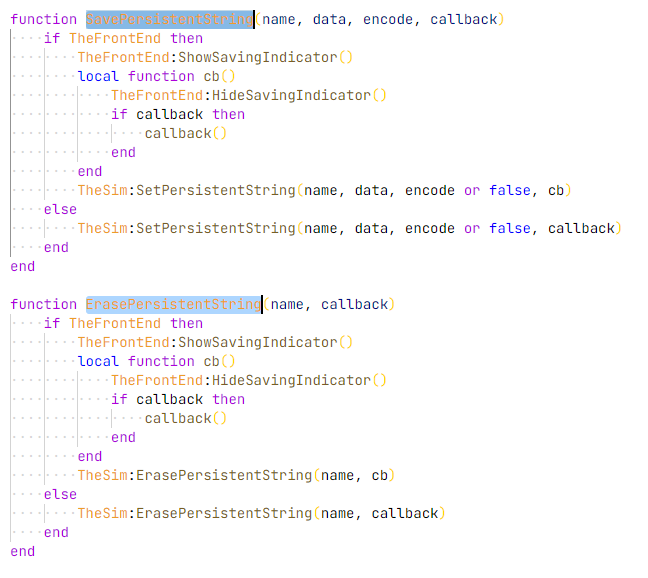 function SavePersistentString(name, data, encode, callback)
    if TheFrontEnd then
        TheFrontEnd:ShowSavingIndicator()
        local function cb()
            TheFrontEnd:HideSavingIndicator()
            if callback then
                callback()
            end
        end
        TheSim:SetPersistentString(name, data, encode or false, cb)
    else
        TheSim:SetPersistentString(name, data, encode or false, callback)
    end
end

function ErasePersistentString(name, callback)
    if TheFrontEnd then
        TheFrontEnd:ShowSavingIndicator()
        local function cb()
            TheFrontEnd:HideSavingIndicator()
            if callback then
                callback()
            end
        end
        TheSim:ErasePersistentString(name, cb)
    else
        TheSim:ErasePersistentString(name, callback)
    end
end